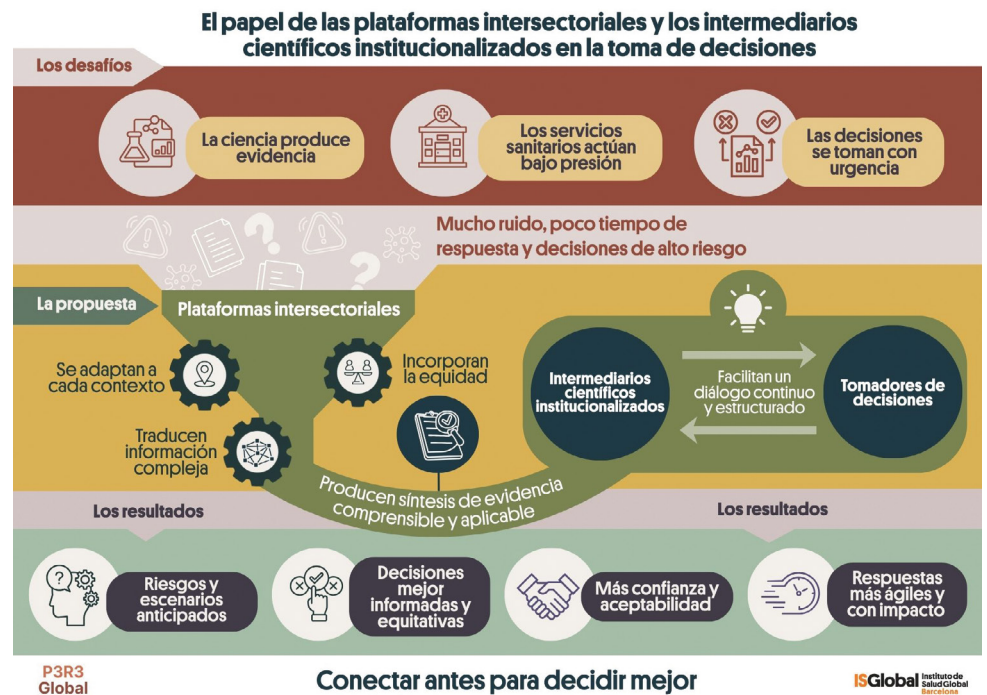 El papel de las plataformas intersectoriales y los intermediarios
científicos institucionalizados en la toma de decisiones
Los desafíos
La ciencia produce
evidencia
Los servicios
sanitarios actúan
bajo presión
Las decisiones
se toman con
urgencia
Mucho ruido, poco tiempo de
respuesta y decisiones de alto riesgo
La propuesta
Plataformas intersectoriales
Se adaptan a
cada contexto
Incorporan
la equidad
Traducen
información
compleja
Producen síntesis de evidencia
comprensible y aplicable
Intermediarios
científicos
institucionalizados
Facilitan un
diálogo continuo
y estructurado
Tomadores de
decisiones
Los resultados
Los resultados
Riesgos y
escenarios
anticipados
Decisiones
mejor
informadas y
equitativas
Más confianza y
aceptabilidad
Respuestas
más ágiles y
con impacto
P3R3
Global
Conectar antes para decidir mejor
ISGlobal
Instituto de
Salud Global
Barcelona